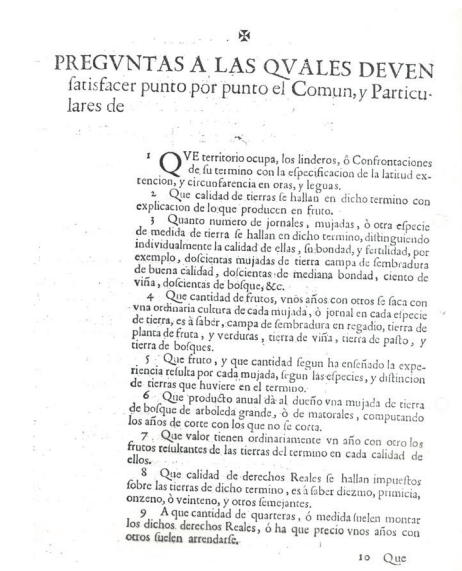 ✠
PREGVNTAS A LAS QVALES DEVEN
ſatisfacer punto por punto el Comun, y Particu-
lares de
1 QVE territorio ocupa, los linderos, ó Confrontaciones
de ſu termino con la eſpecificacion de la latitud ex-
tencion, y circunfarencia en oras, y leguas.
2 Que calidad de tierras ſe hallan en dicho termino con
explicacion de lo que producen en fruto.
3 Quanto numero de jornales, mujadas, ò otra eſpecie
de medida de tierra ſe hallan en dicho termino, diſtinguiendo
individualmente la calidad de ellas, ſu bondad, y fertilidad, por
exemplo, doſcientas mujadas de tierra campa de ſembradura
de buena calidad, doſcientas de mediana bondad, ciento de
viña, doſcientas de boſque, &c.
4 Que cantidad de frutos, vnos años con otros ſe ſaca con
vna ordinaria cultura de cada mujada, ò jornal en cada eſpecie
de tierra, es à ſabér, campa de ſembradura en regadio, tierra de
planta de fruta, y verduras, tierra de viña, tierra de paſto, y
tierra de boſques.
5 Que fruto, y que cantidad ſegun ha enſeñado la expe-
riencia reſulta por cada mujada, ſegun las eſpecies, y diſtincion
de tierras que huviere en el termino.
6 Que producto anual dà al dueño vna mujada de tierra
de boſque de arboleda grande, ò de matorales, computando
los años de corte con los que no ſe corta.
7 Que valor tienen ordinariamente vn año con otro los
frutos reſultantes de las tierras del termino en cada calidad de
ellos.
8 Que calidad de derechos Reales ſe hallan impueſtos
ſobre las tierras de dicho termino, es à ſaber diezmo, primicia,
onzeno, ò veinteno, y otros ſemejantes.
9 A que cantidad de quarteras, ó medida ſuelen montar
los dichos derechos Reales, ó ha que precio vnos años con
otros ſuelen arrendarſe.
10 Que